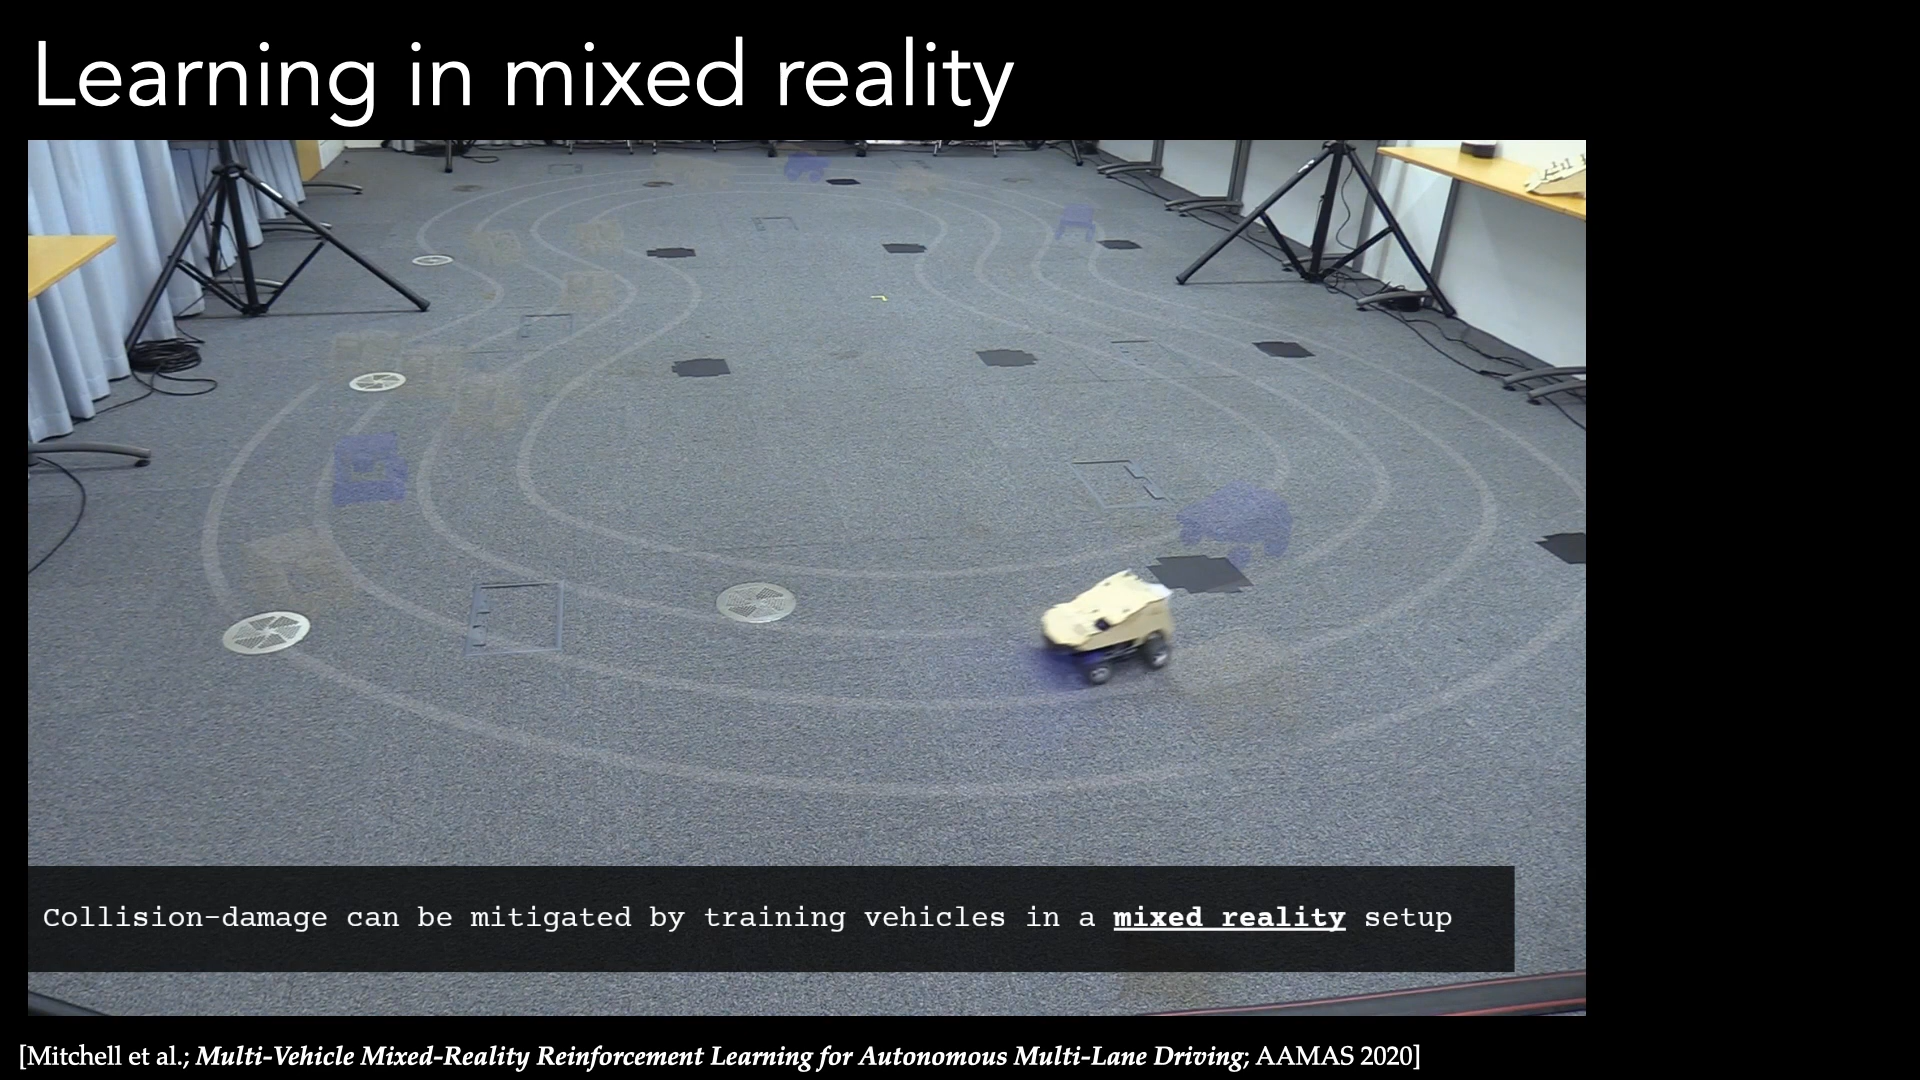 Learning in mixed reality
Collision-damage can be mitigated by training vehicles in a mixed reality setup
[Mitchell et al.; Multi-Vehicle Mixed-Reality Reinforcement Learning for Autonomous Multi-Lane Driving; AAMAS 2020]